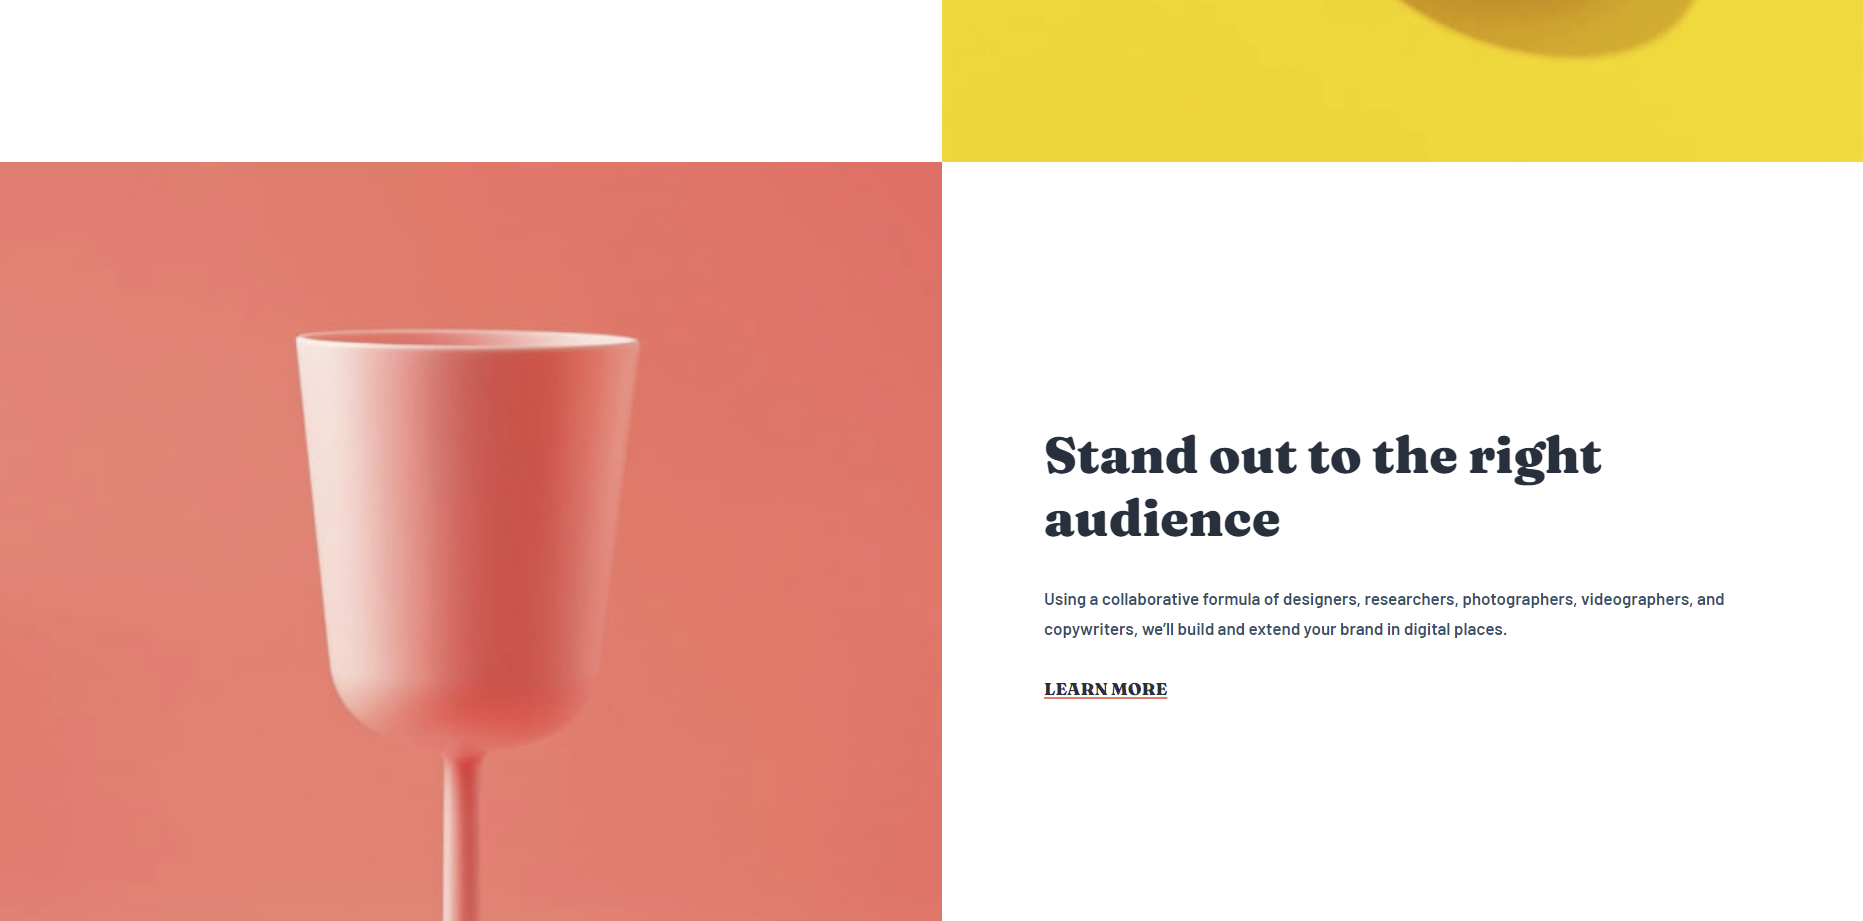 Stand out to the right
audience
Using a collaborative formula of designers, researchers, photographers, videographers, and
copywriters, we’ll build and extend your brand in digital places.
LEARN MORE